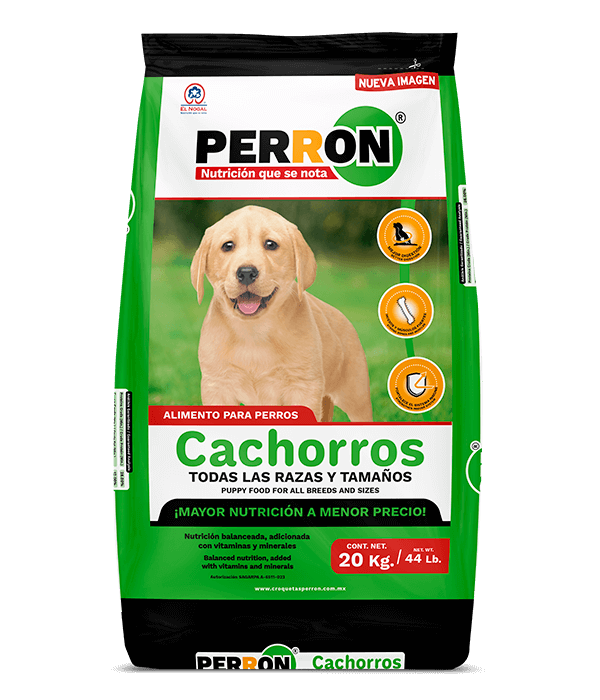 NUEVA IMAGEN
EL NOGAL
PERRON®
Nutrición que se nota
MEJOR DIGESTIÓN
ALIMENTO PARA PERROS
Cachorros
TODAS LAS RAZAS Y TAMAÑOS
PUPPY FOOD FOR ALL BREEDS AND SIZES
¡MAYOR NUTRICIÓN A MENOR PRECIO!
Nutrición balanceada, adicionada
con vitaminas y minerales
Balanced nutrition, added
with vitamins and minerals
CONT. NET. NET. WT.
20 Kg. / 44 Lb.
www.croquetasperron.com.mx
PERRON® Cachorros